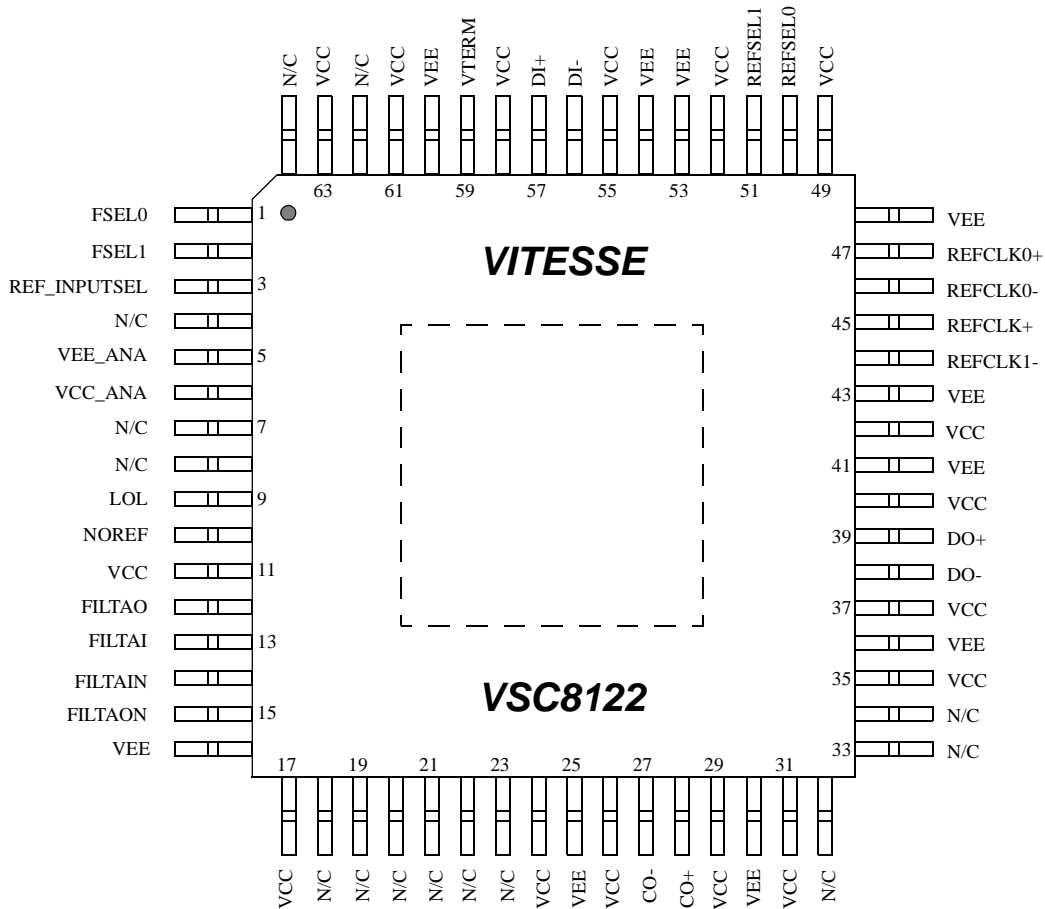 N/C VCC N/C VCC VEE VTERM VCC DI+ DI- VCC VEE VEE VCC REFSEL1 REFSEL0 VCC
63 61 59 57 55 53 51 49
FSEL0 1
FSEL1
REF_INPUTSEL 3
N/C
VEE_ANA 5
VCC_ANA
N/C 7
N/C
LOL 9
NOREF
VCC 11
FILTAO
FILTAI 13
FILTAIN
FILTAON 15
VEE
VITESSE
VSC8122
VEE
47 REFCLK0+
REFCLK0-
45 REFCLK+
REFCLK1-
43 VEE
VCC
41 VEE
VCC
39 DO+
DO-
37 VCC
VEE
35 VCC
N/C
33 N/C
17 19 21 23 25 27 29 31
VCC N/C N/C N/C N/C N/C N/C VCC VEE VCC CO- CO+ VCC VEE VCC N/C